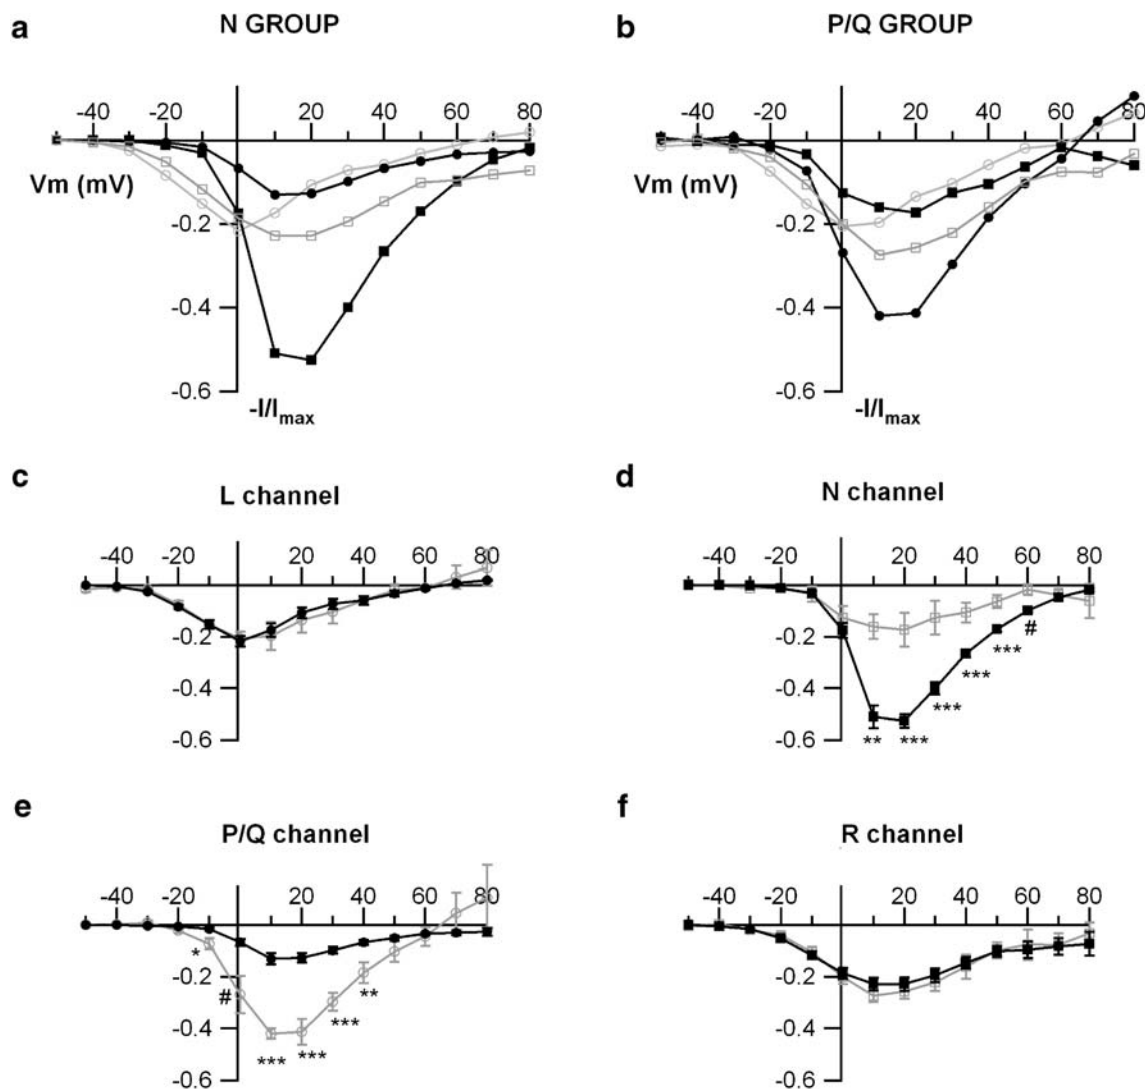 a
N GROUP
-40 20 40 60 80
Vm (mV)
-0.2
-0.4
-0.6
-I/Imax
b
P/Q GROUP
-40 20 40 60 80
Vm (mV)
-0.2
-0.4
-0.6
-I/Imax
c
L channel
-40 -20 20 40 60 80
-0.2
-0.4
-0.6
d
N channel
-40 -20 20 40 60 80
-0.2
-0.4
-0.6
** *** *** *** *** #
e
P/Q channel
-40 -20 20 40 60 80
-0.2
-0.4
-0.6
* # *** *** *** **
f
R channel
-40 -20 20 40 60 80
-0.2
-0.4
-0.6